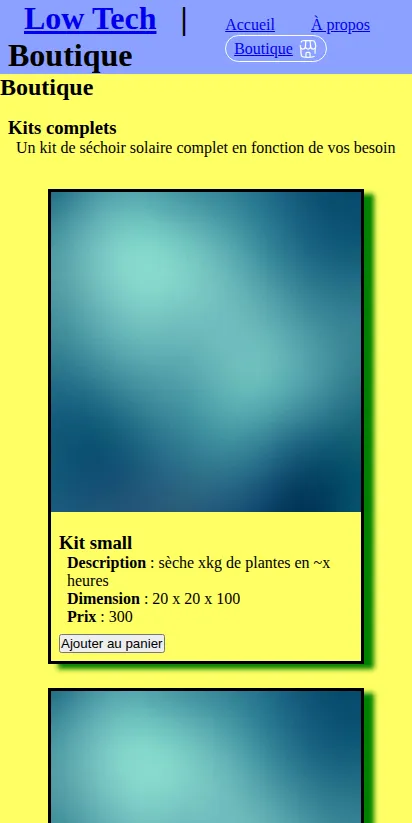 Low Tech |
Boutique
Accueil À propos
Boutique
Boutique
Kits complets
Un kit de séchoir solaire complet en fonction de vos besoin
Kit small
Description : sèche xkg de plantes en ~x
heures
Dimension : 20 x 20 x 100
Prix : 300
Ajouter au panier